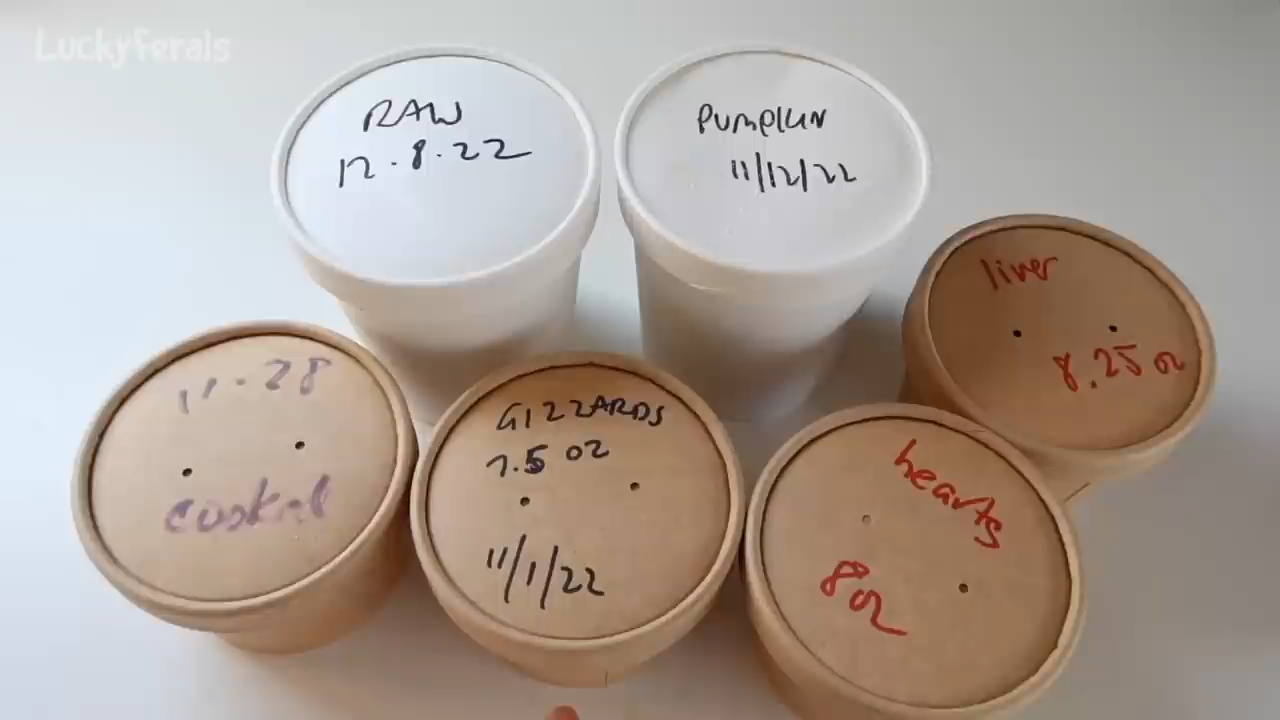 LuckyFerals
RAW
12.8.22
PUMPKIN
11/12/22
liver
8.25 oz
11-28
cooked
GIZZARDS
7.5 oz
11/1/22
hearts
8oz